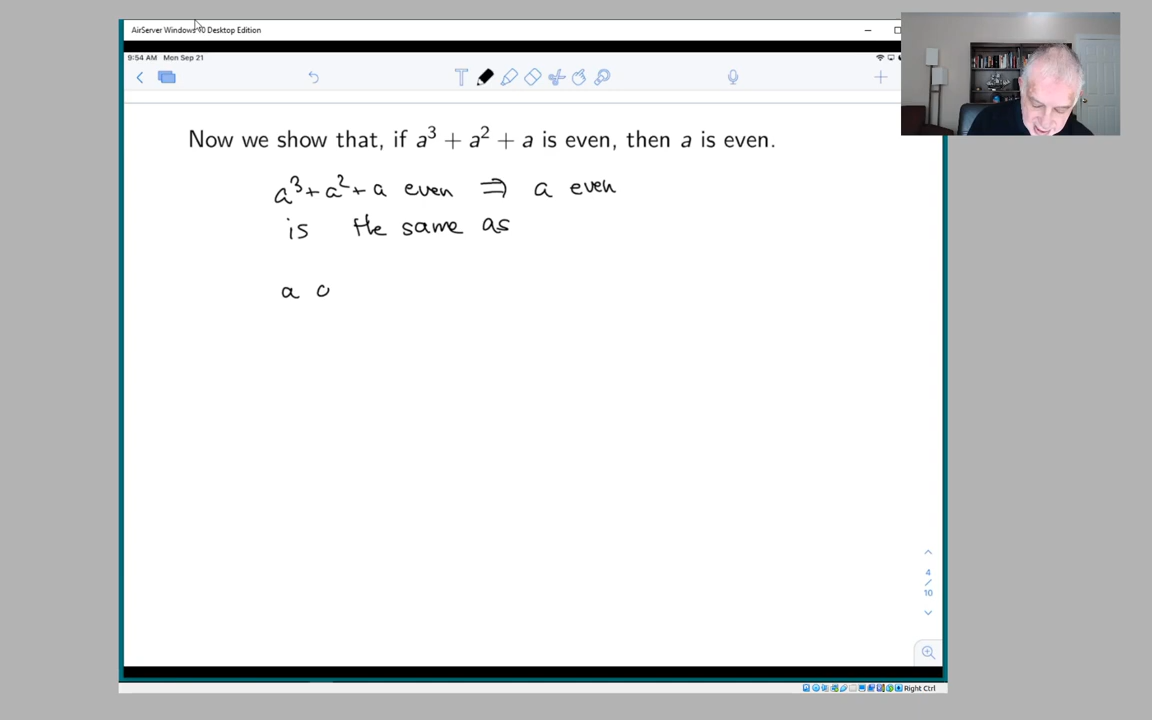 AirServer Windows 10 Desktop Edition
9:54 AM Mon Sep 21
Now we show that, if a³ + a² + a is even, then a is even.
a³ + a² + a even ⇒ a even
is the same as
a o
4
/
10
Right Ctrl